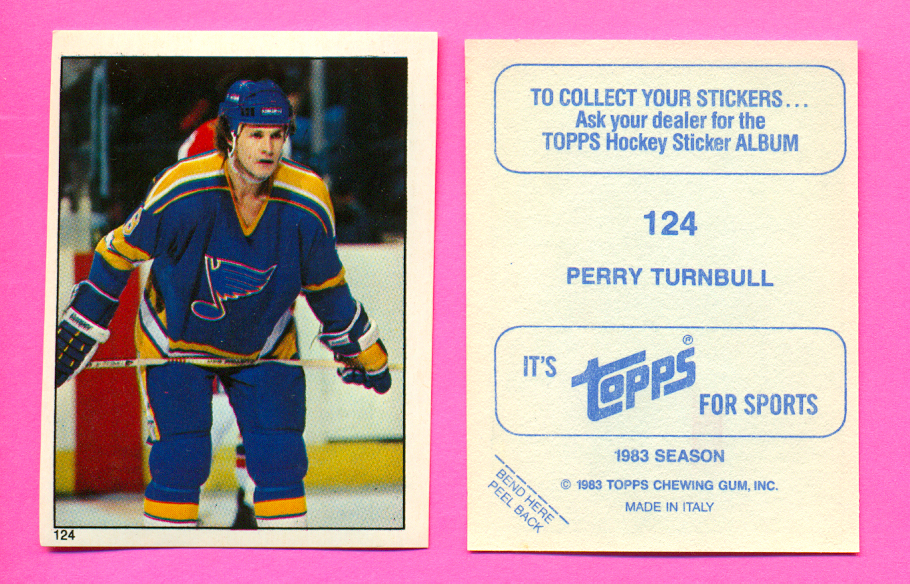 124
TO COLLECT YOUR STICKERS...
Ask your dealer for the
TOPPS Hockey Sticker ALBUM
124
PERRY TURNBULL
IT'S topps® FOR SPORTS
1983 SEASON
© 1983 TOPPS CHEWING GUM, INC.
MADE IN ITALY
BEND HERE
PEEL BACK